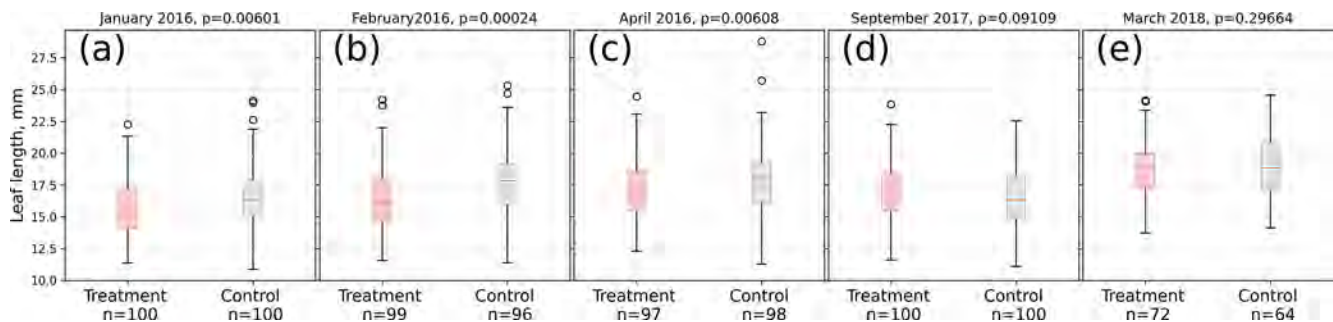 January 2016, p=0.00601
February2016, p=0.00024
April 2016, p=0.00608
September 2017, p=0.09109
March 2018, p=0.29664
(a)
(b)
(c)
(d)
(e)
Leaf length, mm
27.5
25.0
22.5
20.0
17.5
15.0
12.5
10.0
Treatment
n=100
Control
n=100
Treatment
n=99
Control
n=96
Treatment
n=97
Control
n=98
Treatment
n=100
Control
n=100
Treatment
n=72
Control
n=64